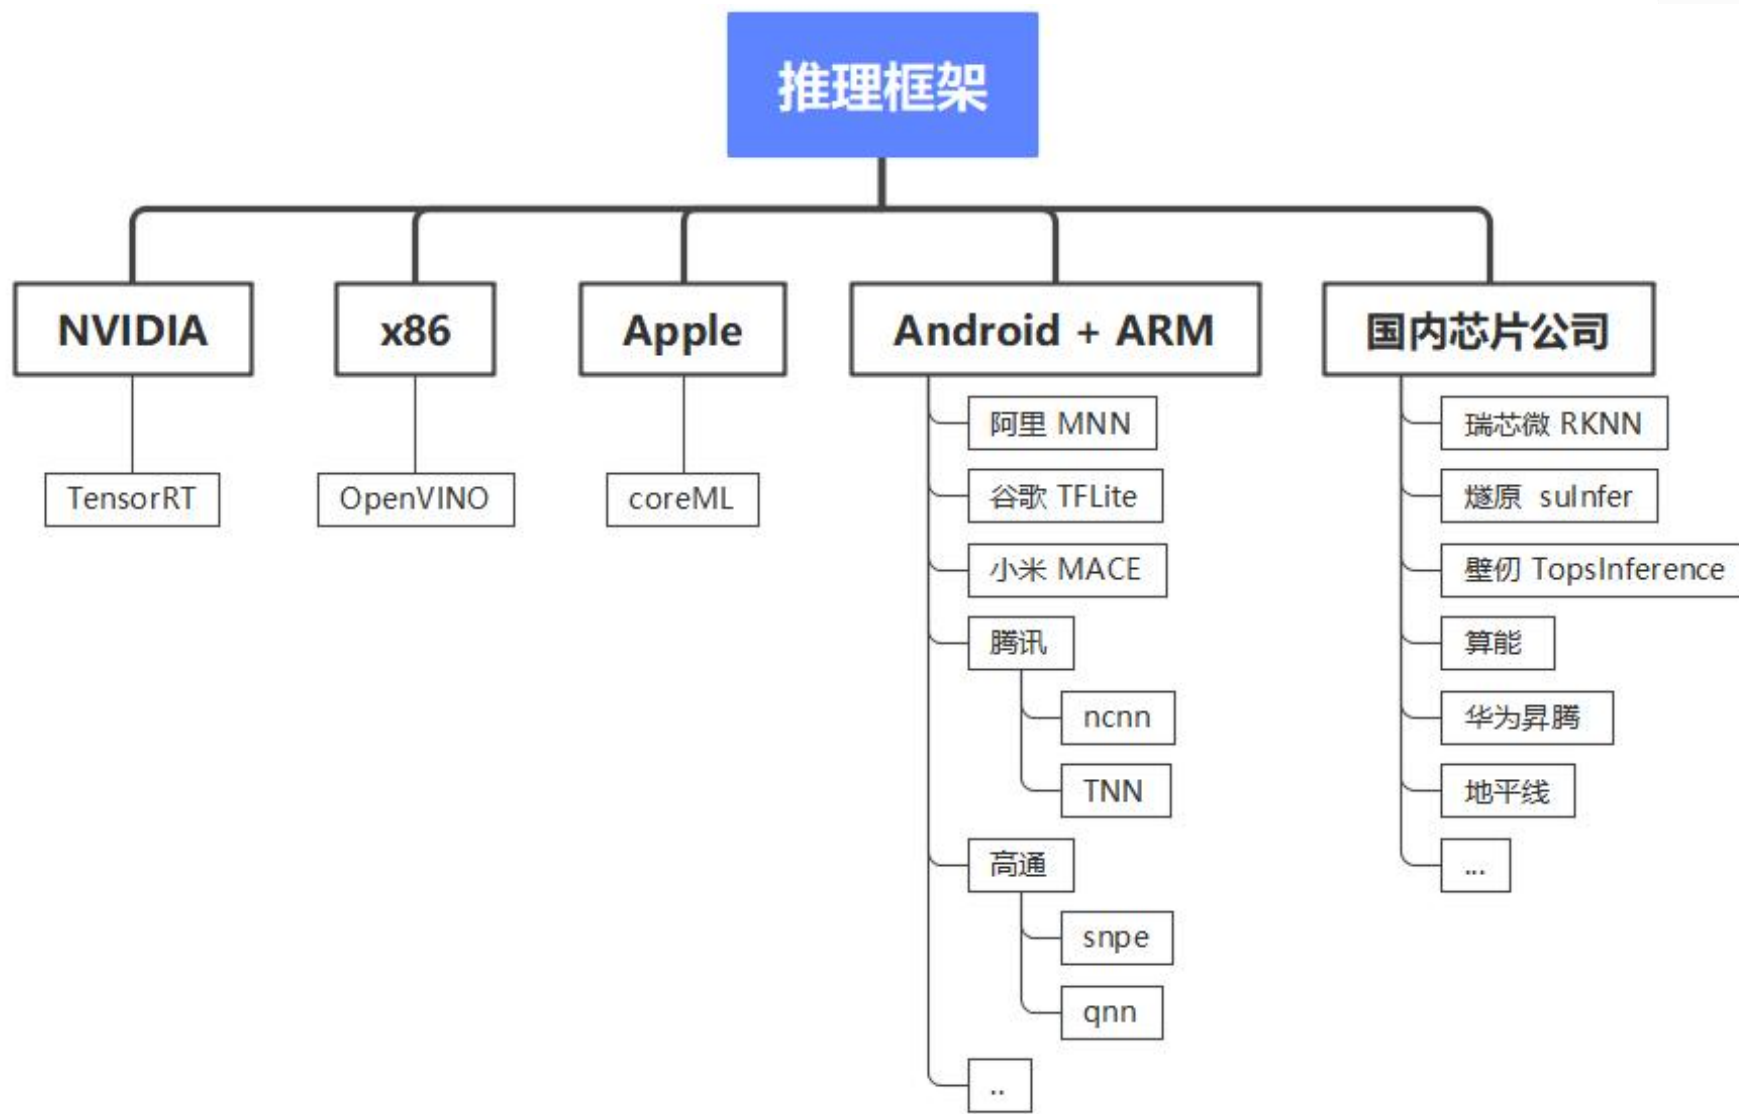 推理框架
NVIDIA
x86
Apple
Android + ARM
国内芯片公司
TensorRT
OpenVINO
coreML
阿里 MNN
谷歌 TFLite
小米 MACE
腾讯
ncnn
TNN
高通
snpe
qnn
..
瑞芯微 RKNN
燧原 suInfer
壁仞 TopsInference
算能
华为昇腾
地平线
...